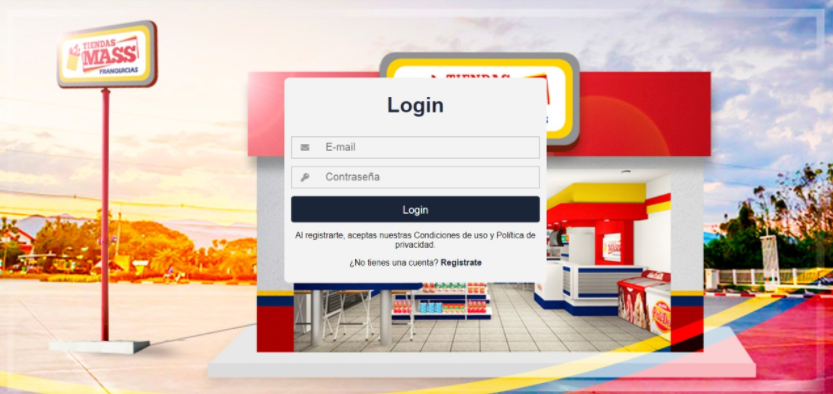 TIENDAS
MASS
FRANQUICIAS
TIENDAS
Login
E-mail
Contraseña
Login
Al registrarte, aceptas nuestras Condiciones de uso y Política de
privacidad.
¿No tienes una cuenta? Registrate